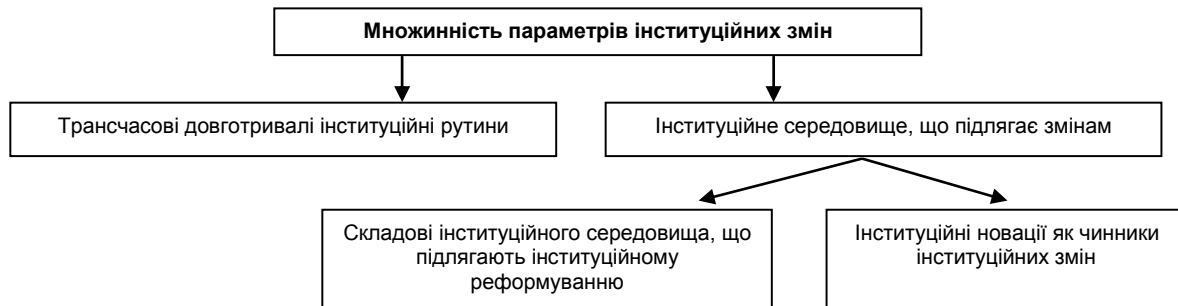 Множинність параметрів інституційних змін
Трансчасові довготривалі інституційні рутини
Інституційне середовище, що підлягає змінам
Складові інституційного середовища, що
підлягають інституційному
реформуванню
Інституційні новації як чинники
інституційних змін